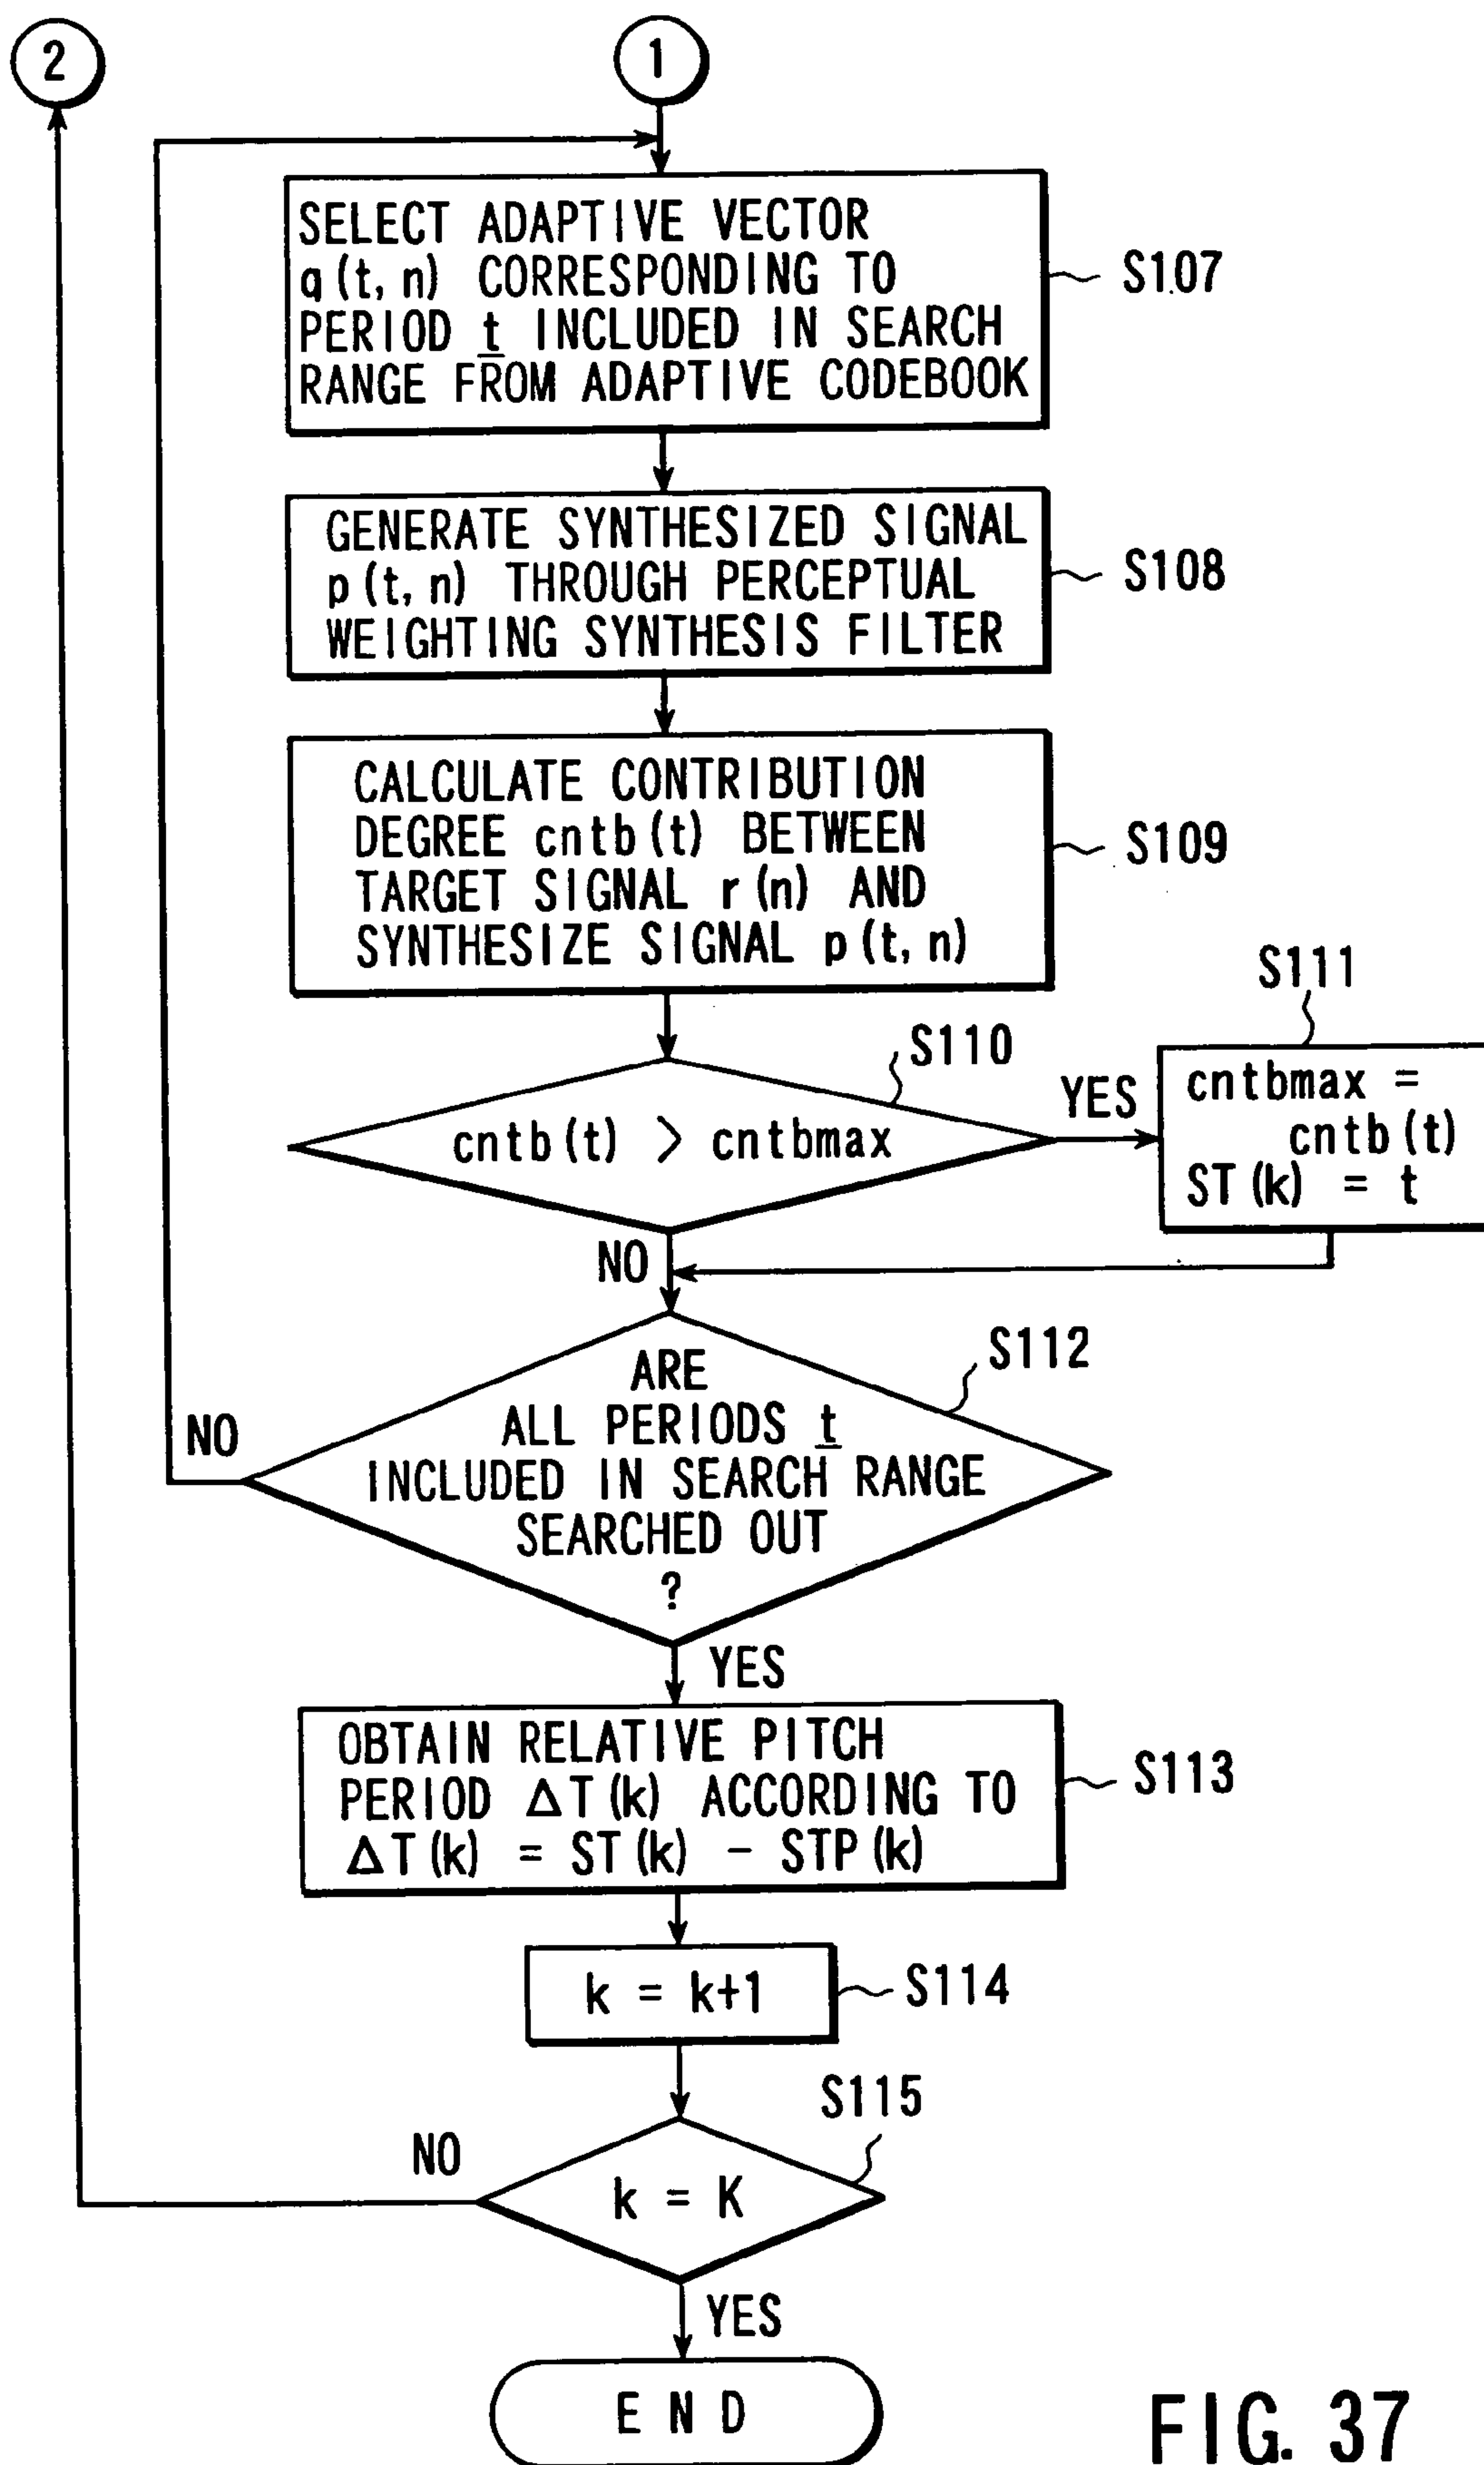 2
1
SELECT ADAPTIVE VECTOR
q(t, n) CORRESPONDING TO
PERIOD t INCLUDED IN SEARCH
RANGE FROM ADAPTIVE CODEBOOK
S107
GENERATE SYNTHESIZED SIGNAL
p(t, n) THROUGH PERCEPTUAL
WEIGHTING SYNTHESIS FILTER
S108
CALCULATE CONTRIBUTION
DEGREE cntb(t) BETWEEN
TARGET SIGNAL r(n) AND
SYNTHESIZE SIGNAL p(t, n)
S109
S110
cntb(t) > cntbmax
YES
S111
cntbmax =
cntb(t)
ST(k) = t
NO
S112
ARE
ALL PERIODS t
INCLUDED IN SEARCH RANGE
SEARCHED OUT
?
NO
YES
OBTAIN RELATIVE PITCH
PERIOD ΔT(k) ACCORDING TO
ΔT(k) = ST(k) - STP(k)
S113
k = k+1
S114
S115
k = K
NO
YES
END
FIG. 37